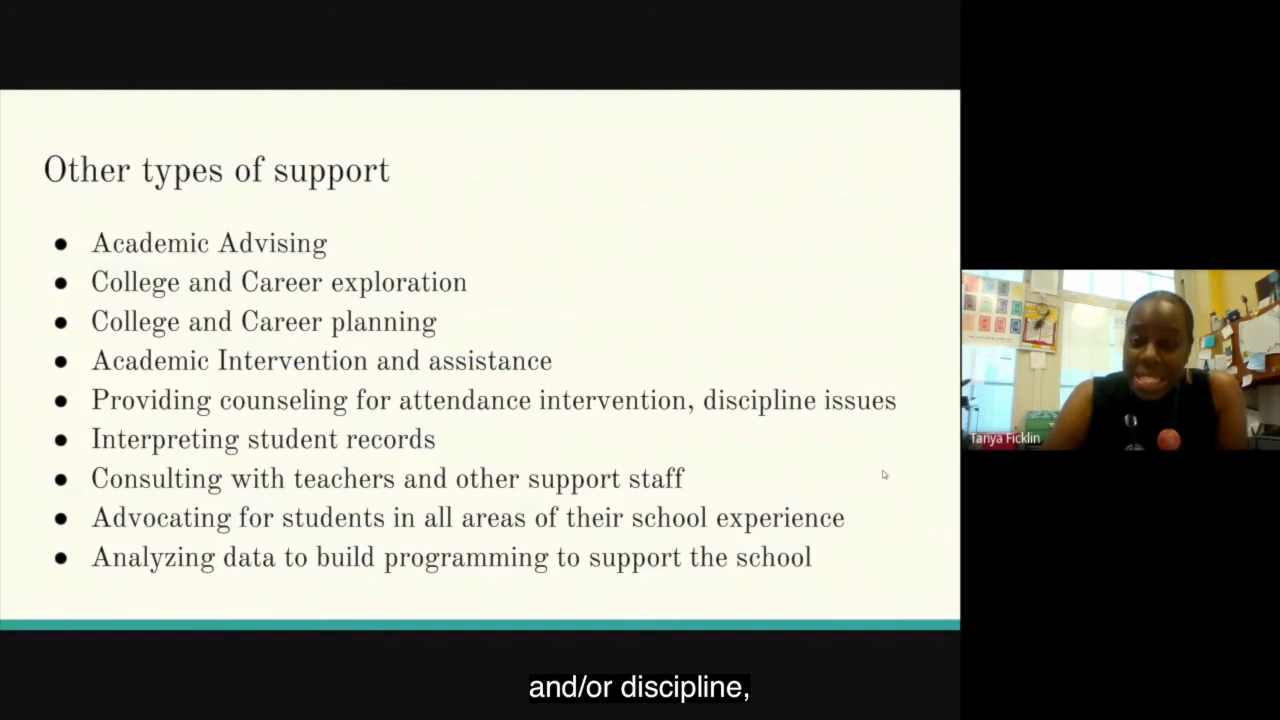 Other types of support
● Academic Advising
● College and Career exploration
● College and Career planning
● Academic Intervention and assistance
● Providing counseling for attendance intervention, discipline issues
● Interpreting student records
● Consulting with teachers and other support staff
● Advocating for students in all areas of their school experience
● Analyzing data to build programming to support the school
Tanya Ficklin
and/or discipline,